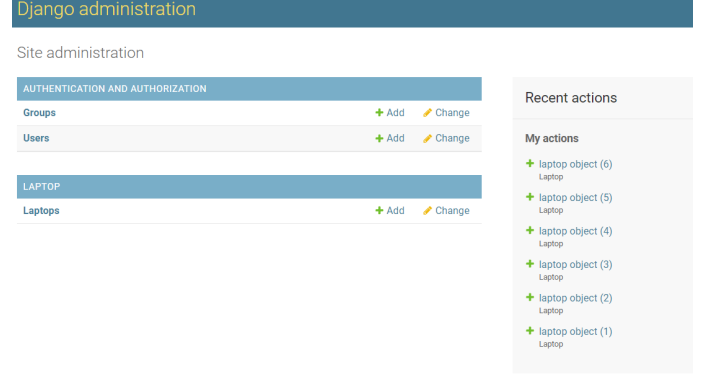 Django administration
Site administration
AUTHENTICATION AND AUTHORIZATION
Groups + Add Change
Users + Add Change
LAPTOP
Laptops + Add Change
Recent actions
My actions
+ laptop object (6)
Laptop
+ laptop object (5)
Laptop
+ laptop object (4)
Laptop
+ laptop object (3)
Laptop
+ laptop object (2)
Laptop
+ laptop object (1)
Laptop